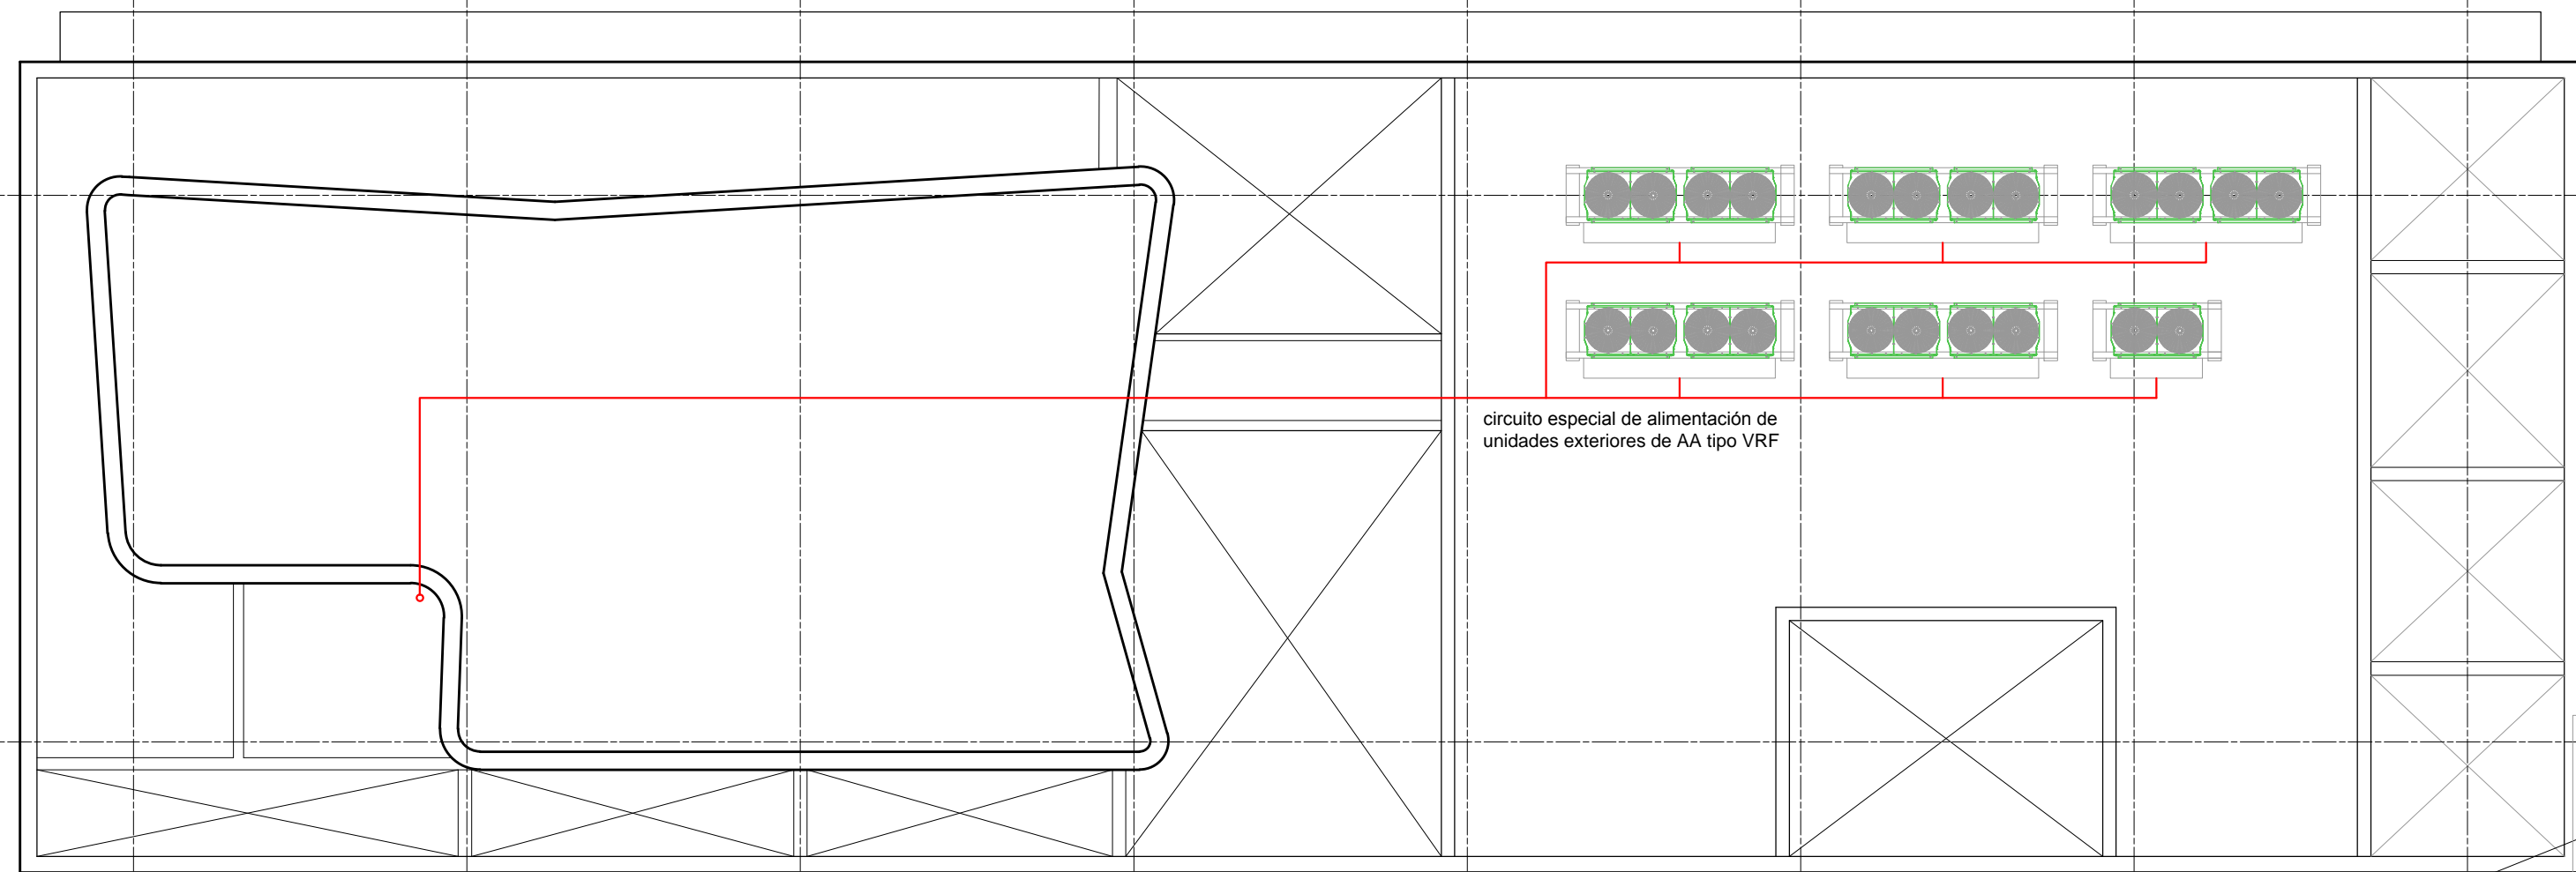 circuito especial de alimentación de
unidades exteriores de AA tipo VRF